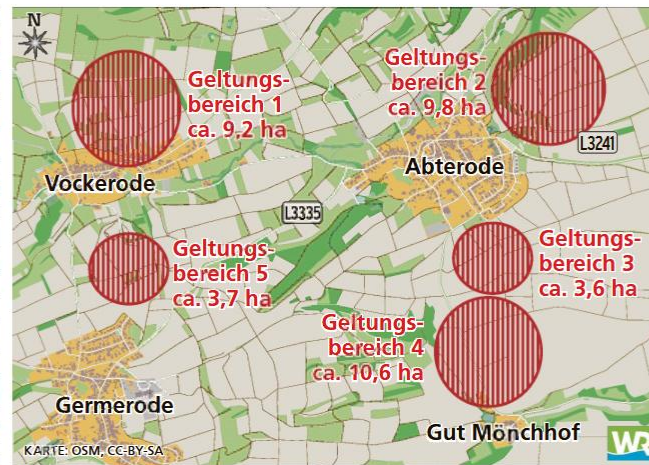 N
Geltungs-
bereich 1
ca. 9,2 ha
Geltungs-
bereich 2
ca. 9,8 ha
L3241
Vockerode
Abterode
L3335
Geltungs-
bereich 5
ca. 3,7 ha
Geltungs-
bereich 3
ca. 3,6 ha
Geltungs-
bereich 4
ca. 10,6 ha
Germerode
Gut Mönchhof
KARTE: OSM, CC-BY-SA
WR